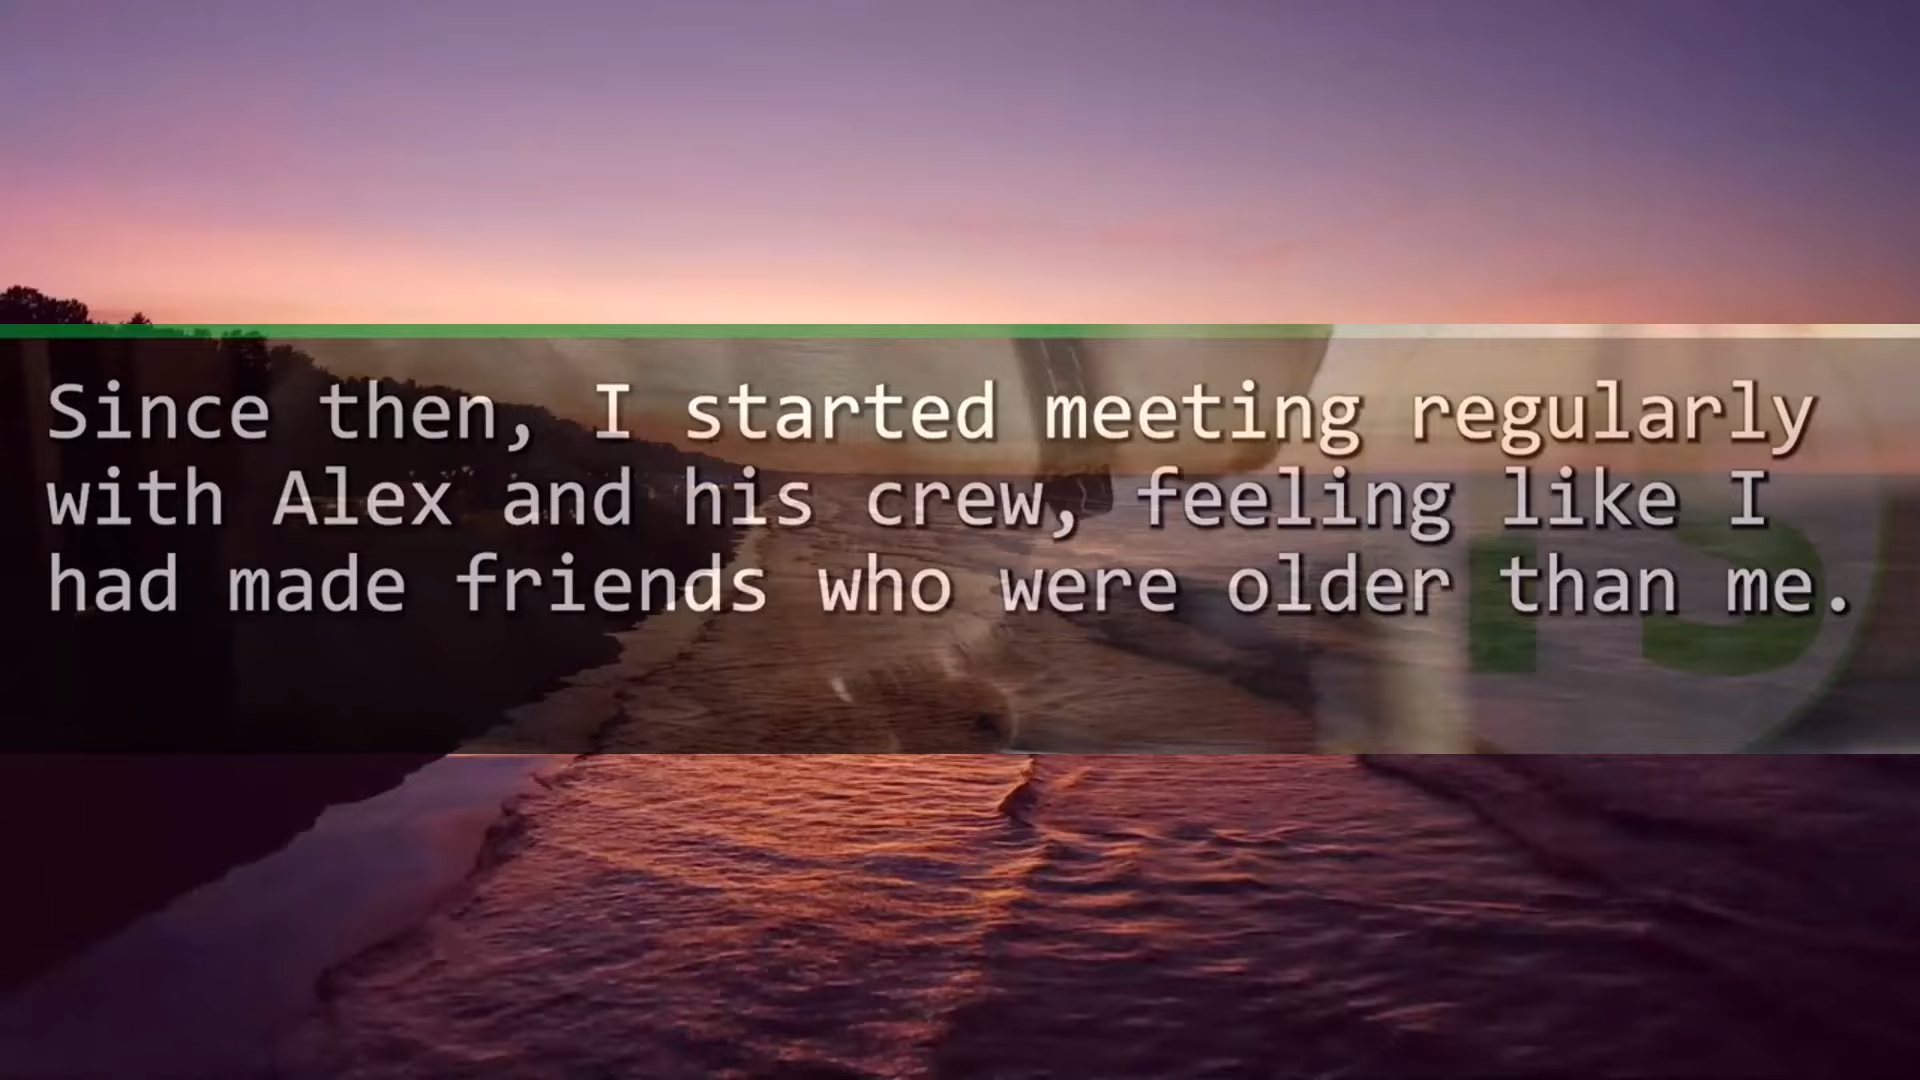 Since then, I started meeting regularly
with Alex and his crew, feeling like I
had made friends who were older than me.